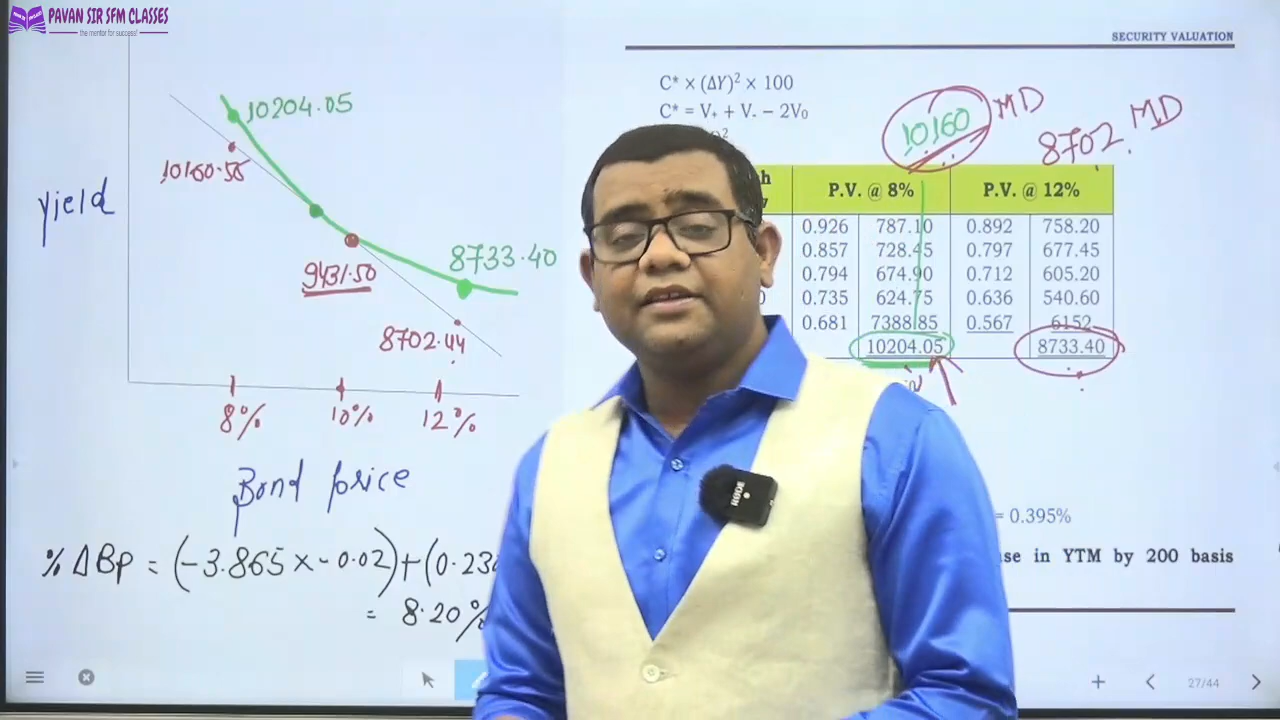 PAVAN SIR SFM CLASSES
the mentor for success!
SECURITY VALUATION
10204.05
10160.55
yield
9431.50
8733.40
8702.44
8% 10% 12%
Bond price
% ΔBp = (-3.865 x -0.02)+(0.23
= 8.20%
C* × (ΔY)² × 100
C* = V₊ + V₋ – 2V₀
10160 MD
8702. MD
P.V. @ 8% P.V. @ 12%
0.926 787.10 0.892 758.20
0.857 728.45 0.797 677.45
0.794 674.90 0.712 605.20
0.735 624.75 0.636 540.60
0.681 7388.85 0.567 6152
10204.05 8733.40
= 0.395%
in YTM by 200 basis
RODE
27/44